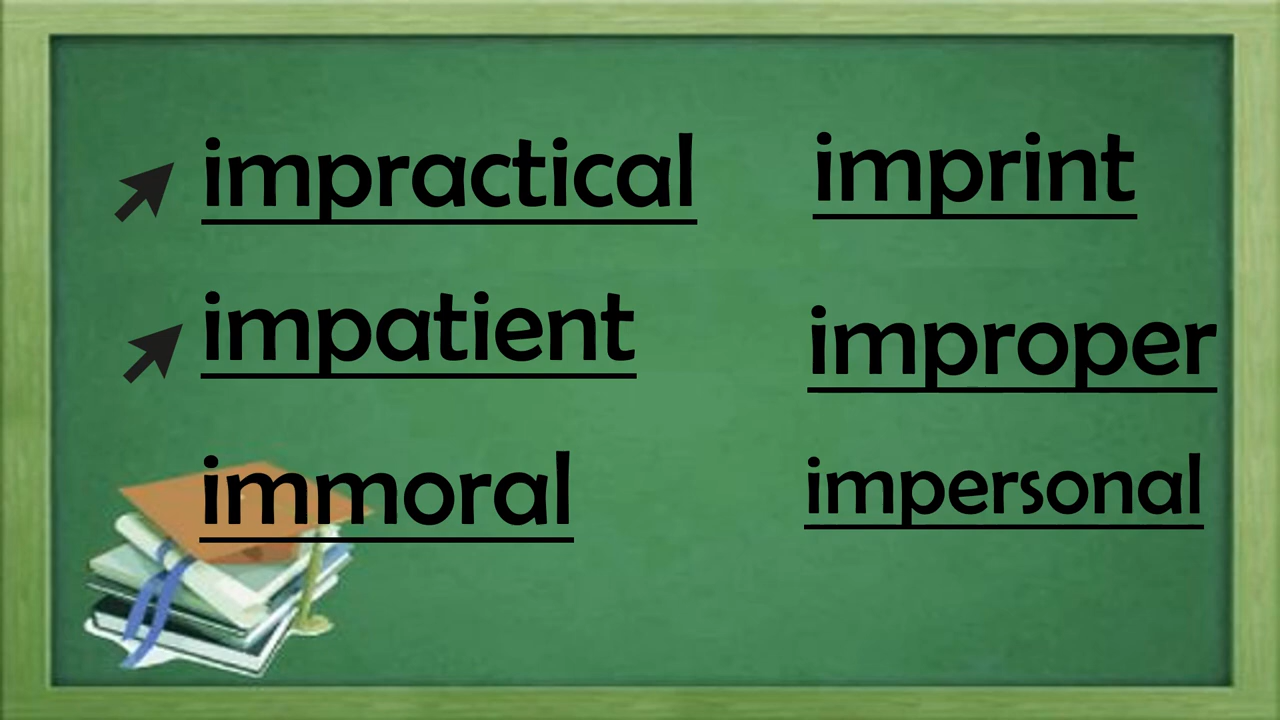 impractical
impatient
immoral
imprint
improper
impersonal